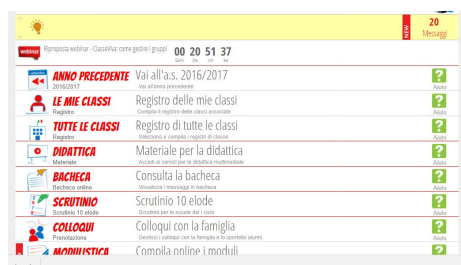 NEW
20
Messaggi
webinar
Riproposta webinar - ClasseViva: come gestire i gruppi
00 20 51 37
Giorni Ore Min Sec
ANNO PRECEDENTE
2016/2017
Vai all'a.s. 2016/2017
Vai all'anno precedente
Aiuto
LE MIE CLASSI
Registro
Registro delle mie classi
Compila il registro delle classi associate
Aiuto
TUTTE LE CLASSI
Registro
Registro di tutte le classi
Seleziona e compila i registri di classe
Aiuto
DIDATTICA
Materiale
Materiale per la didattica
Accedi ai servizi per la didattica multimediale
Aiuto
BACHECA
Bacheca online
Consulta la bacheca
Visualizza i messaggi in bacheca
Aiuto
SCRUTINIO
Scrutinio 10 elode
Scrutinio 10 elode
Scrutinio per le scuole del I ciclo
Aiuto
COLLOQUI
Prenotazione
Colloqui con la famiglia
Gestisci i colloqui con la famiglia e lo sportello alunni
Aiuto
MODULISTICA
Compila online i moduli